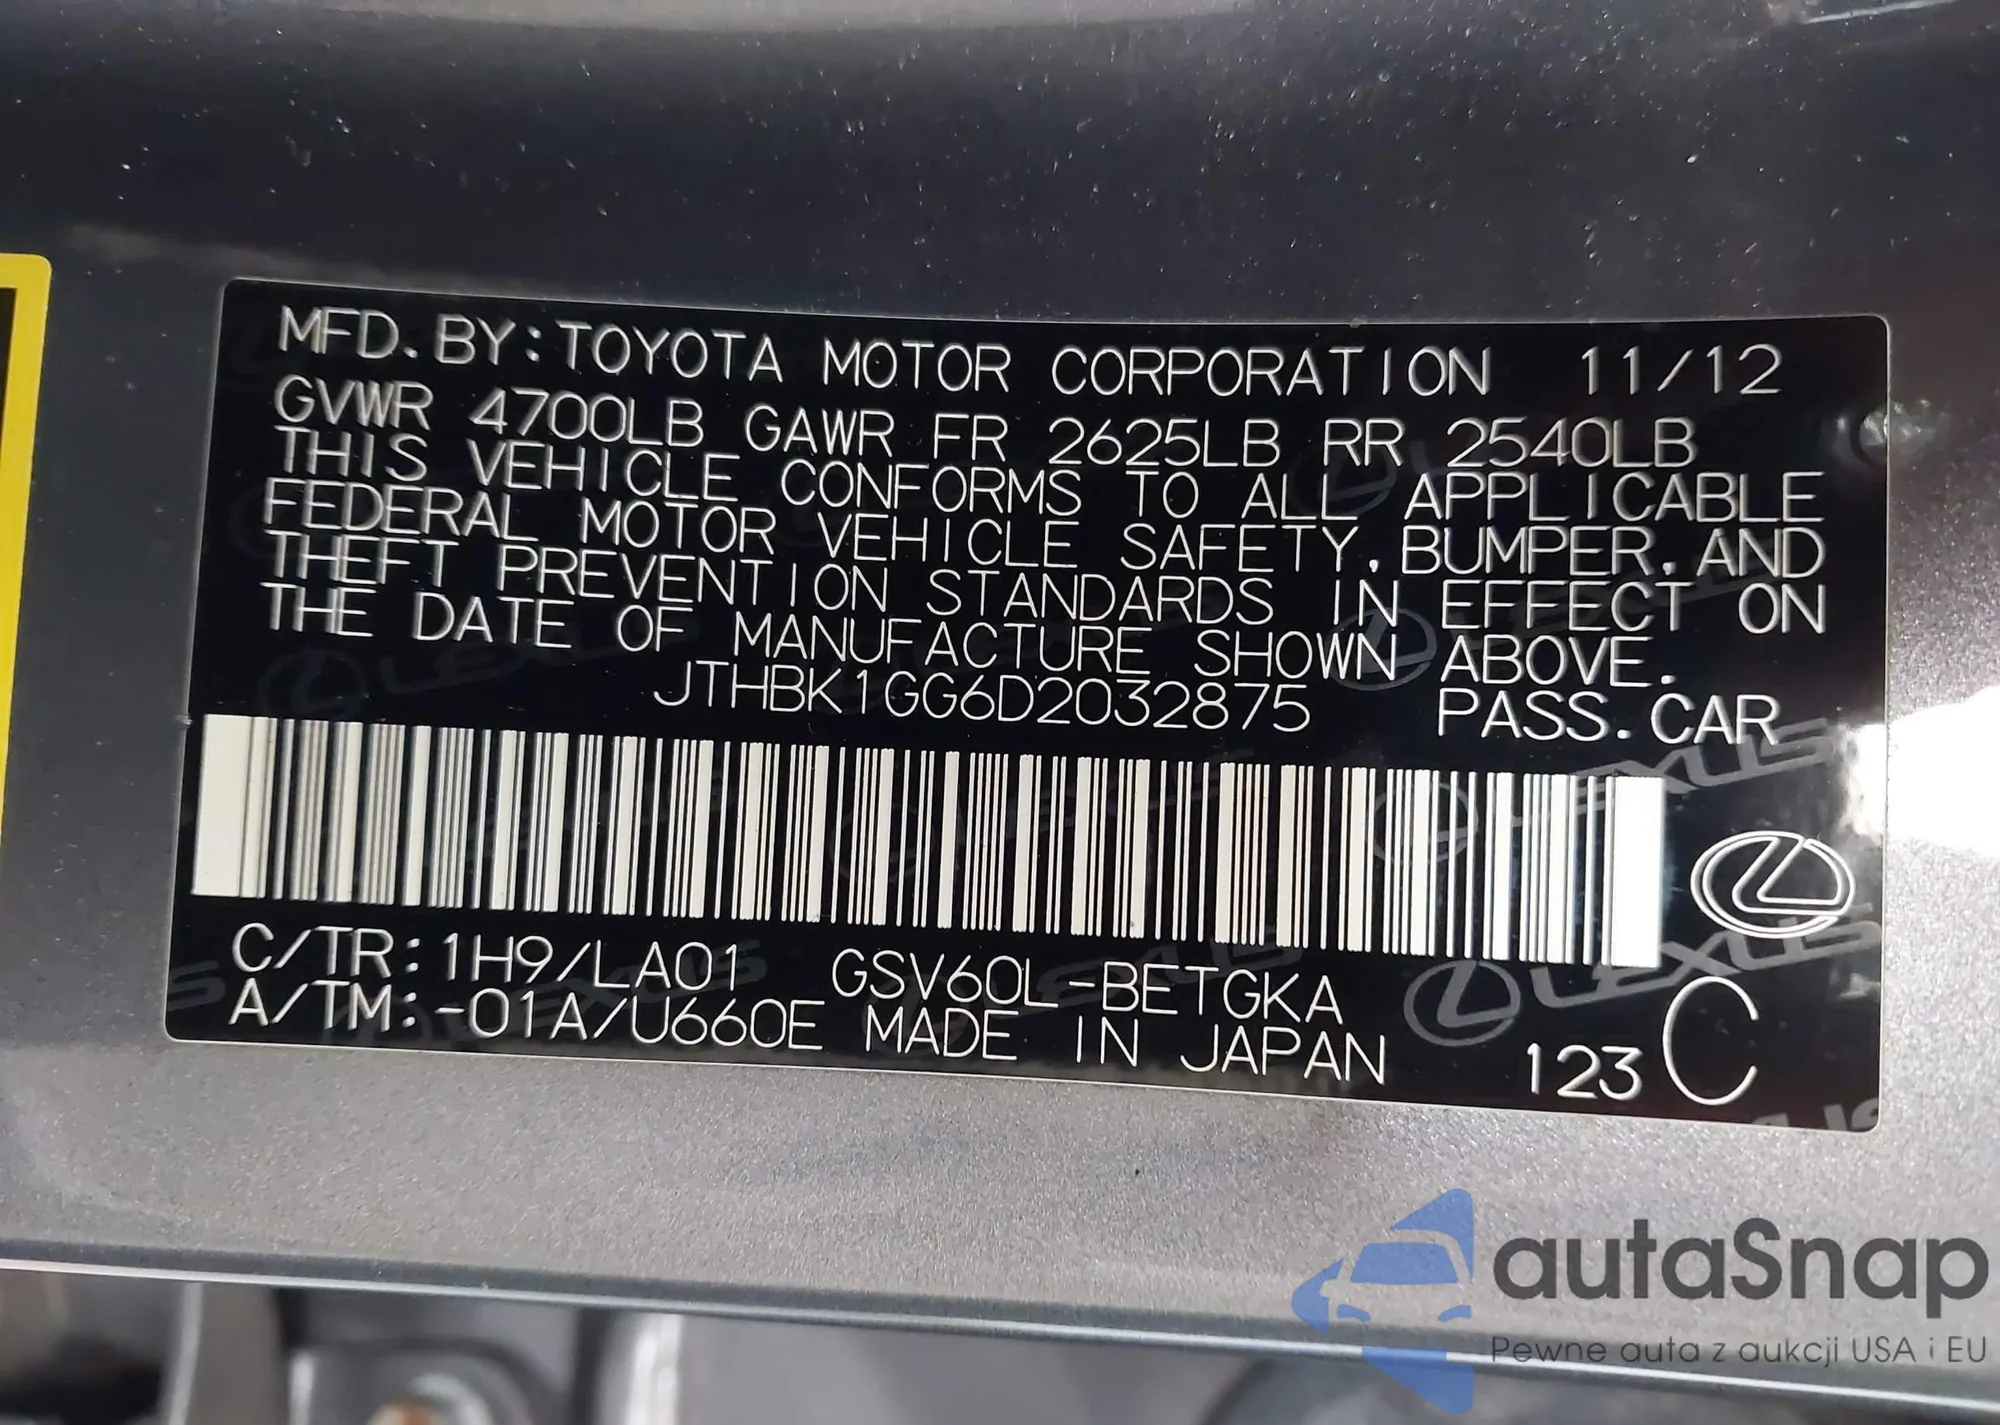 MFD. BY: TOYOTA MOTOR CORPORATION 11/12
GVWR 4700LB GAWR FR 2625LB RR 2540LB
THIS VEHICLE CONFORMS TO ALL APPLICABLE
FEDERAL MOTOR VEHICLE SAFETY, BUMPER, AND
THEFT PREVENTION STANDARDS IN EFFECT ON
THE DATE OF MANUFACTURE SHOWN ABOVE.
JTHBK1GG6D2032875 PASS. CAR
C/TR: 1H9/LA01 GSV60L-BETGKA
A/TM: -01A/U660E MADE IN JAPAN 123 C
LEXUS
LEXUS
LEXUS
autaSnap
Pewne auta z aukcji USA i EU